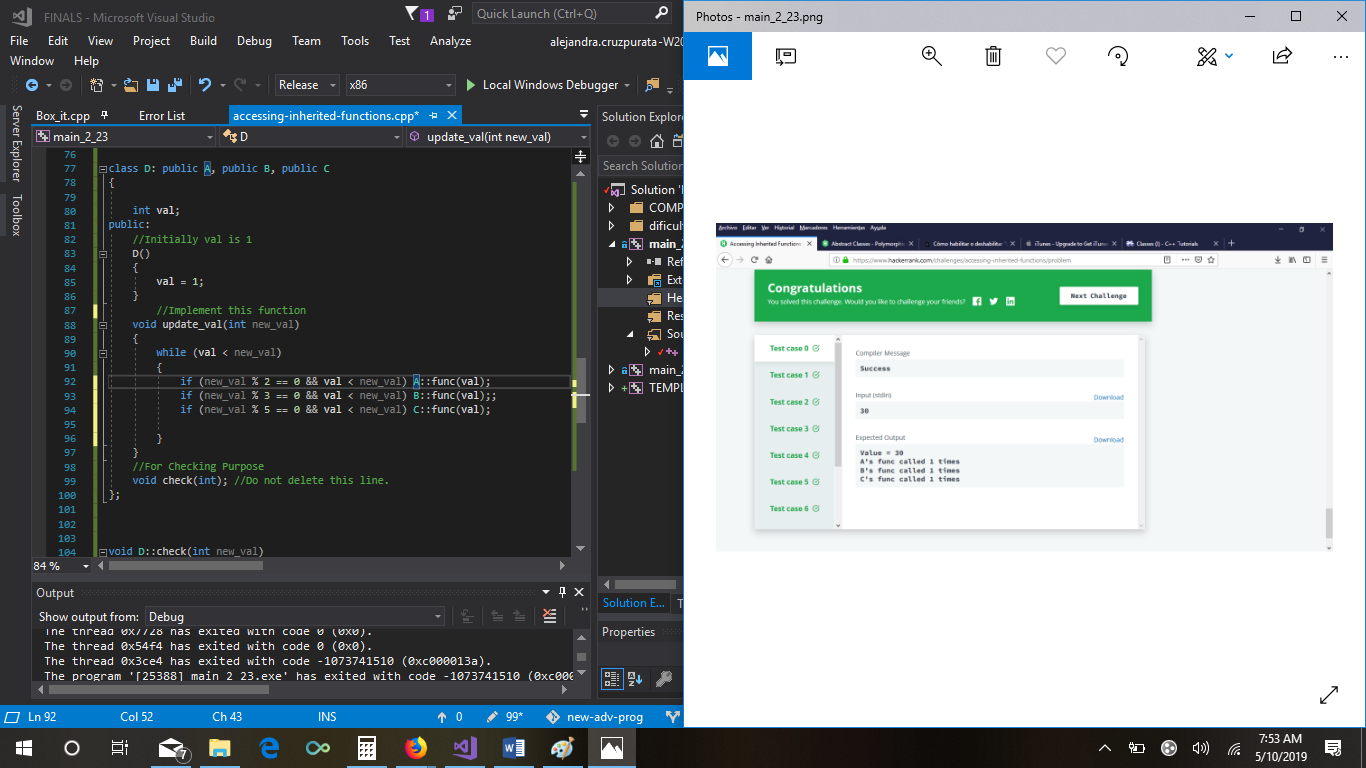 FINALS - Microsoft Visual Studio
1
Quick Launch (Ctrl+Q)
File Edit View Project Build Debug Team Tools Test Analyze
alejandra.cruzpurata -W20
Window Help
Release x86 Local Windows Debugger
Server Explorer
Toolbox
Box_it.cpp Error List accessing-inherited-functions.cpp*
main_2_23 D update_val(int new_val)
76
77 class D: public A, public B, public C
78 {
79
80 int val;
81 public:
82 //Initially val is 1
83 D()
84 {
85 val = 1;
86 }
87 //Implement this function
88 void update_val(int new_val)
89 {
90 while (val < new_val)
91 {
92 if (new_val % 2 == 0 && val < new_val) A::func(val);
93 if (new_val % 3 == 0 && val < new_val) B::func(val);;
94 if (new_val % 5 == 0 && val < new_val) C::func(val);
95
96 }
97 }
98 //For Checking Purpose
99 void check(int); //Do not delete this line.
100 };
101
102
103
104 void D::check(int new_val)
84 %
Output
Show output from: Debug
The thread 0x7728 has exited with code 0 (0x0).
The thread 0x54f4 has exited with code 0 (0x0).
The thread 0x3ce4 has exited with code -1073741510 (0xc000013a).
The program '[25388] main_2_23.exe' has exited with code -1073741510 (0xc000
Solution Explore
Search Solution
Solution '
COMP
dificult
main_2
Ref
Ext
He
Res
Sou
main_2
TEMPL
Solution E... T
Properties
Ln 92 Col 52 Ch 43 INS 0 99* new-adv-prog
Photos - main_2_23.png
Archivo Editar Ver Historial Marcadores Herramientas Ayuda
Accessing Inherited Functions Abstract Classes - Polymorphi Cómo habilitar o deshabilitar iTunes - Upgrade to Get iTunes Classes (I) - C++ Tutorials
https://www.hackerrank.com/challenges/accessing-inherited-functions/problem
Congratulations
You solved this challenge. Would you like to challenge your friends?
Next Challenge
Test case 0
Test case 1
Test case 2
Test case 3
Test case 4
Test case 5
Test case 6
Compiler Message
Success
Input (stdin) Download
30
Expected Output Download
Value = 30
A's func called 1 times
B's func called 1 times
C's func called 1 times
7
7:53 AM
5/10/2019